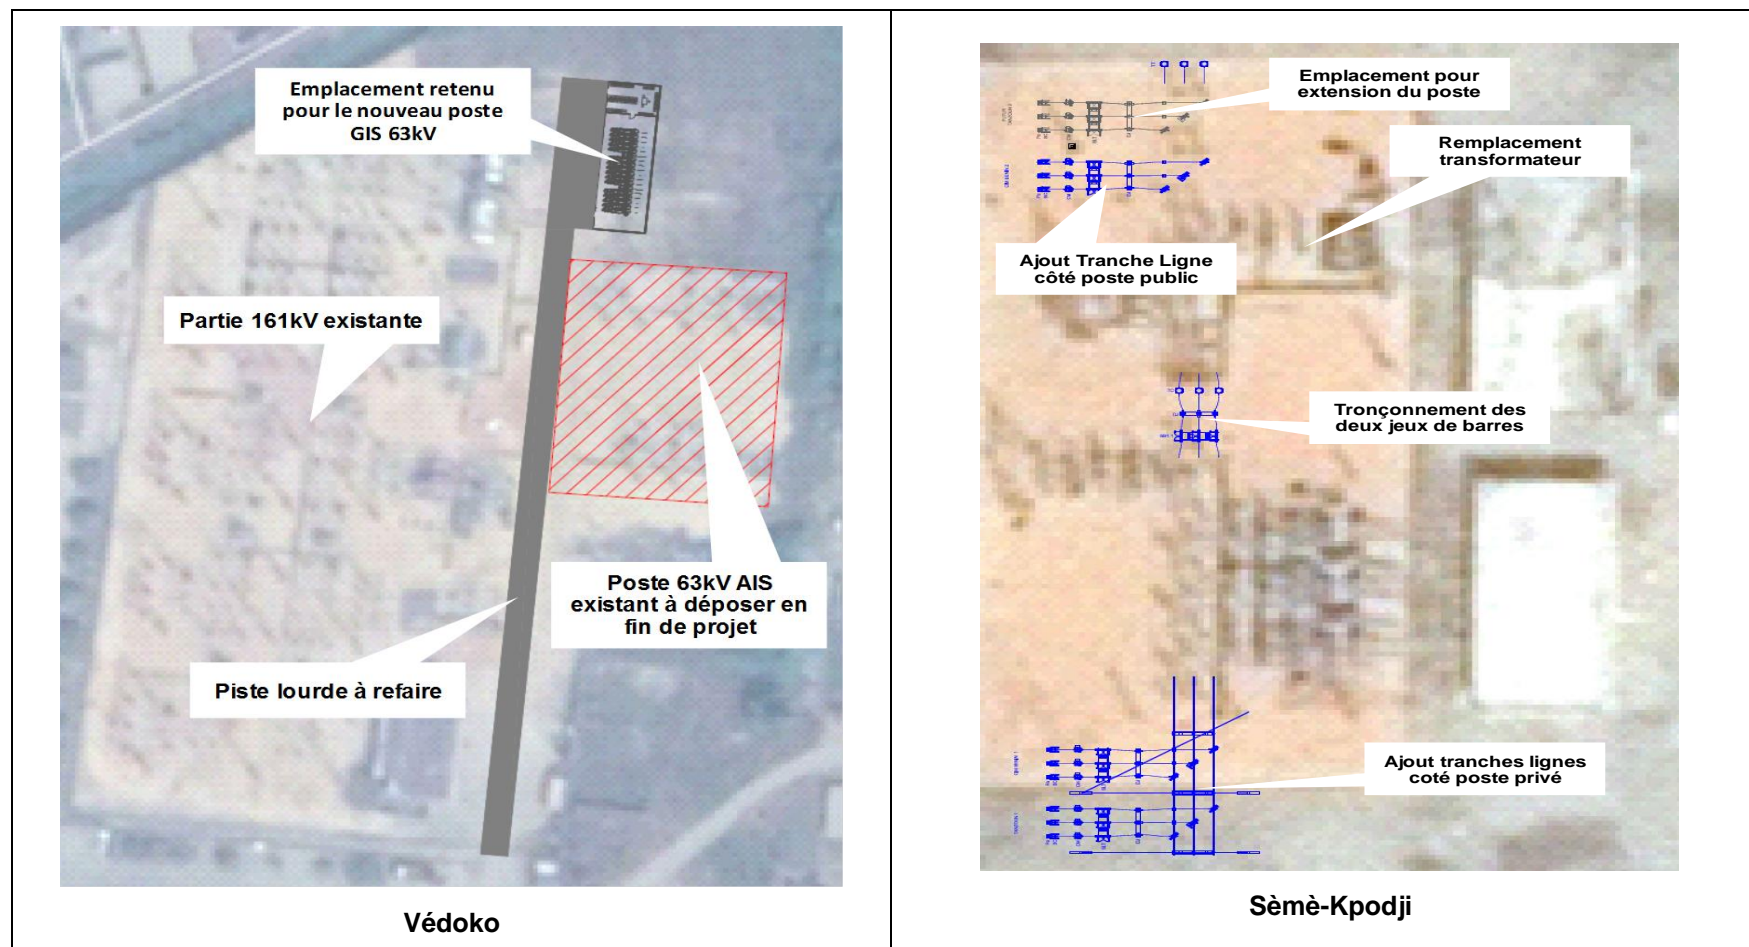 Emplacement retenu
pour le nouveau poste
GIS 63kV
Partie 161kV existante
Poste 63kV AIS
existant à déposer en
fin de projet
Piste lourde à refaire
Védoko
Emplacement pour
extension du poste
Remplacement
transformateur
Ajout Tranche Ligne
côté poste public
Tronçonnement des
deux jeux de barres
Ajout tranches lignes
coté poste privé
Sèmè-Kpodji